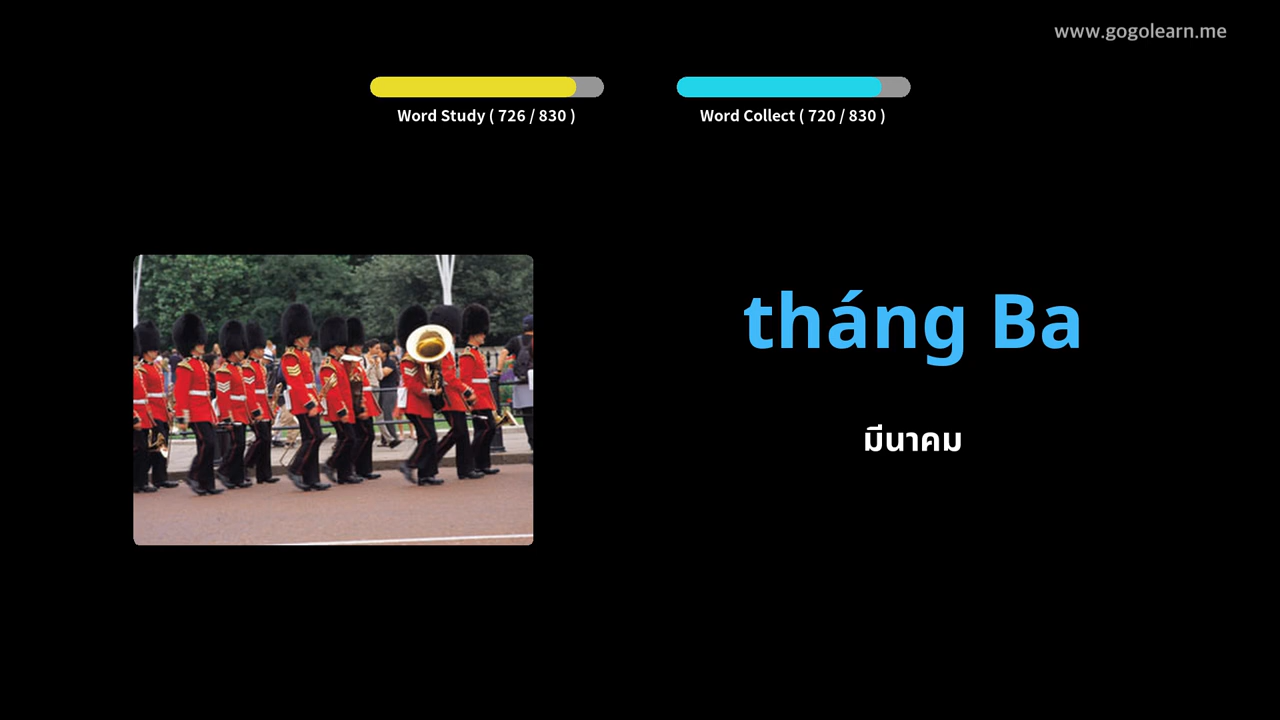 www.gogolearn.me
Word Study ( 726 / 830 )
Word Collect ( 720 / 830 )
tháng Ba
มีนาคม